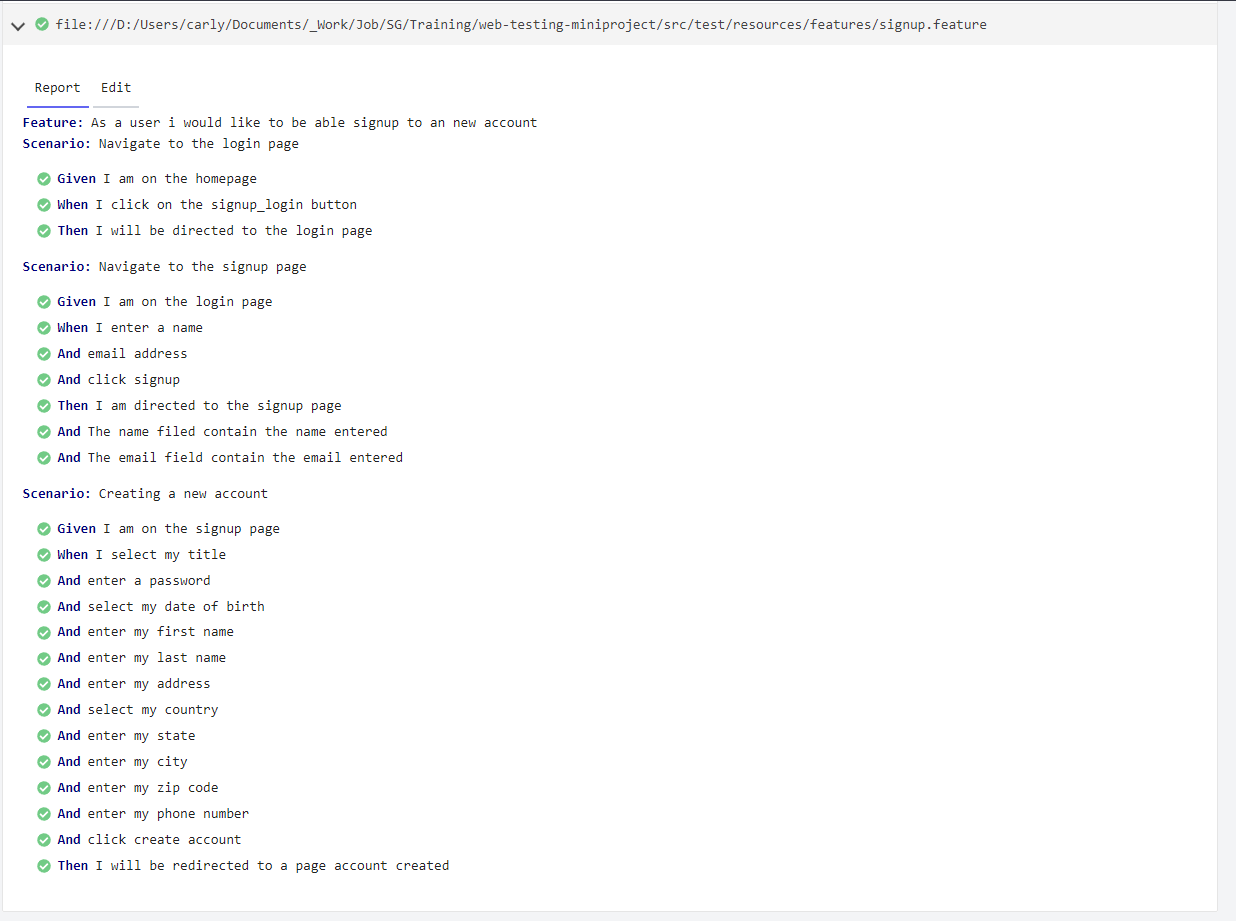 file:///D:/Users/carly/Documents/_Work/Job/SG/Training/web-testing-miniproject/src/test/resources/features/signup.feature
Report Edit
Feature: As a user i would like to be able signup to an new account
Scenario: Navigate to the login page
Given I am on the homepage
When I click on the signup_login button
Then I will be directed to the login page
Scenario: Navigate to the signup page
Given I am on the login page
When I enter a name
And email address
And click signup
Then I am directed to the signup page
And The name filed contain the name entered
And The email field contain the email entered
Scenario: Creating a new account
Given I am on the signup page
When I select my title
And enter a password
And select my date of birth
And enter my first name
And enter my last name
And enter my address
And select my country
And enter my state
And enter my city
And enter my zip code
And enter my phone number
And click create account
Then I will be redirected to a page account created